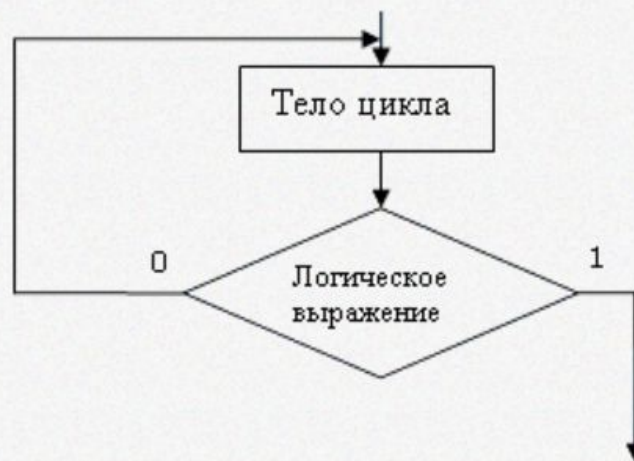 Тело цикла
0
1
Логическое
выражение